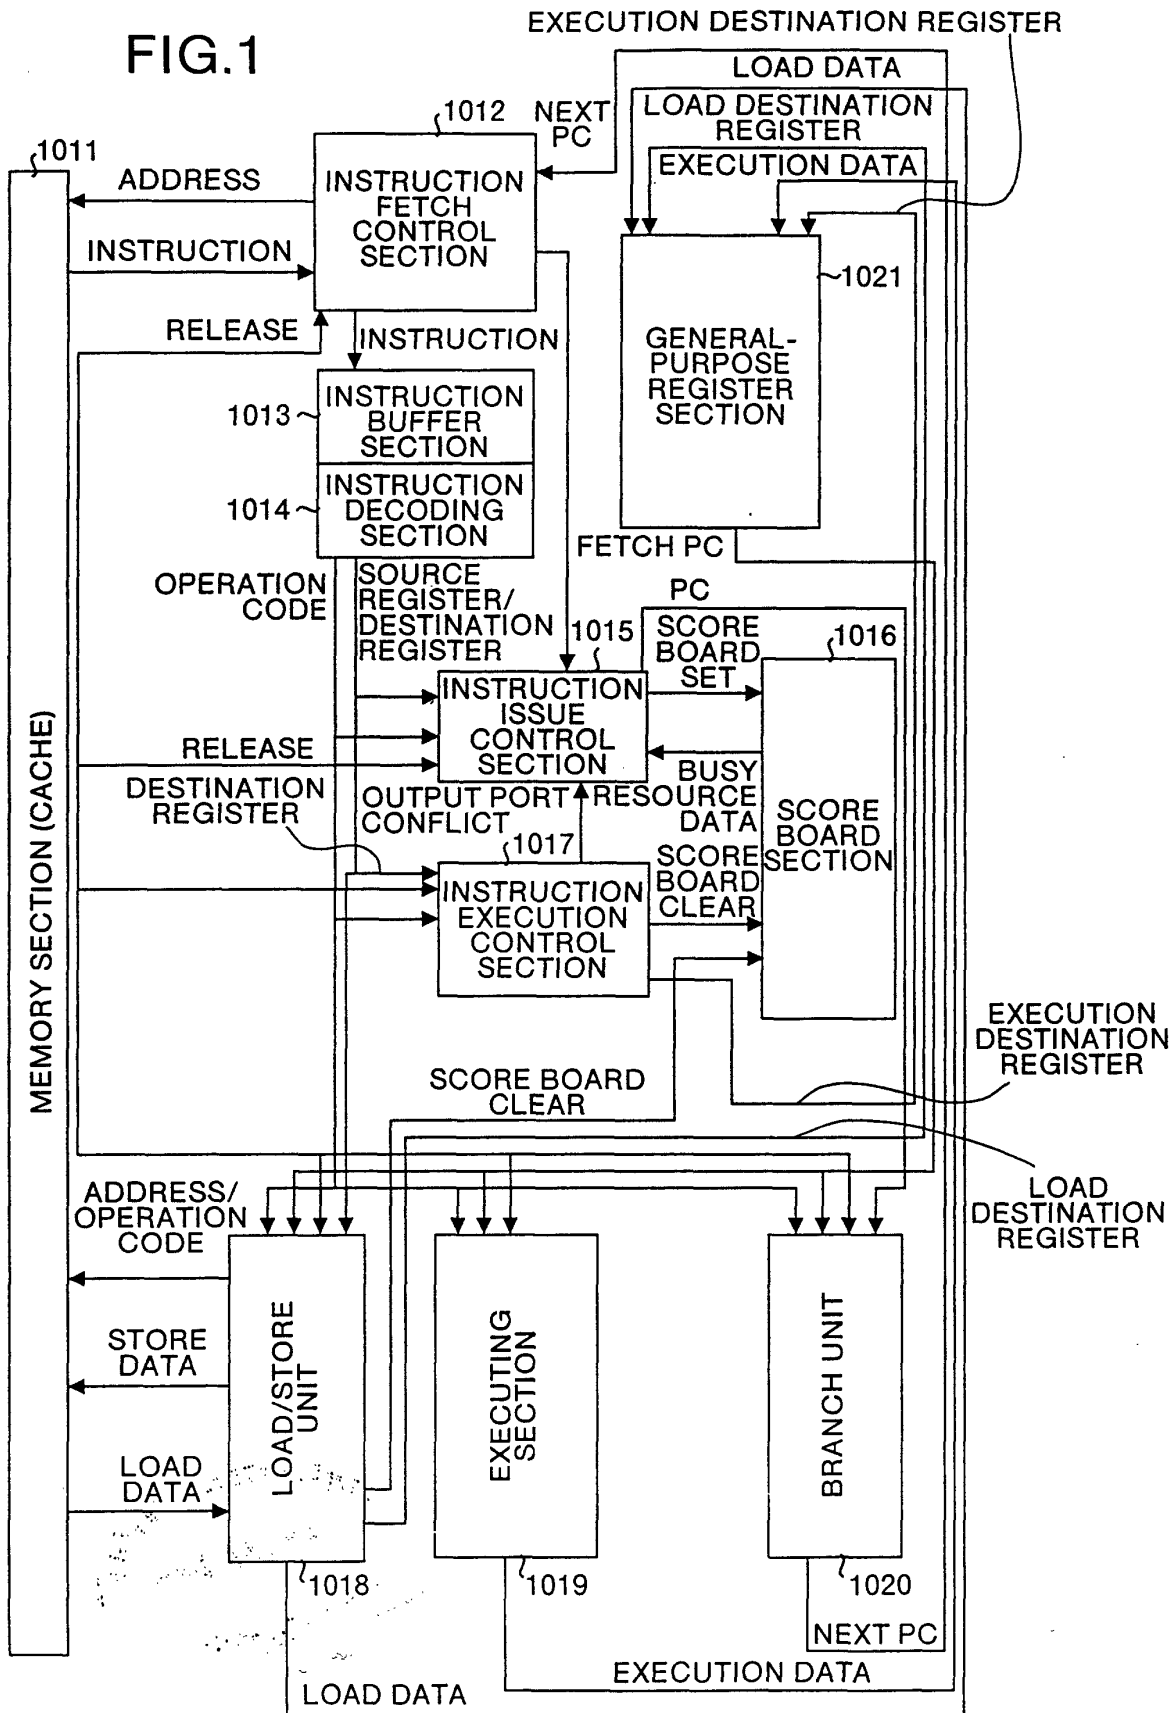 FIG.1
EXECUTION DESTINATION REGISTER
LOAD DATA
NEXT
PC
LOAD DESTINATION
REGISTER
EXECUTION DATA
1011
1012
ADDRESS
INSTRUCTION
INSTRUCTION
FETCH
CONTROL
SECTION
RELEASE
INSTRUCTION
1021
GENERAL-
PURPOSE
REGISTER
SECTION
1013
INSTRUCTION
BUFFER
SECTION
1014
INSTRUCTION
DECODING
SECTION
FETCH PC
OPERATION
CODE
SOURCE
REGISTER/
DESTINATION
REGISTER
PC
1015
SCORE
BOARD
SET
1016
INSTRUCTION
ISSUE
CONTROL
SECTION
RELEASE
DESTINATION
REGISTER
OUTPUT PORT
CONFLICT
BUSY
RESOURCE
DATA
SCORE
BOARD
SECTION
1017
SCORE
BOARD
CLEAR
INSTRUCTION
EXECUTION
CONTROL
SECTION
MEMORY SECTION (CACHE)
EXECUTION
DESTINATION
REGISTER
SCORE BOARD
CLEAR
LOAD
DESTINATION
REGISTER
ADDRESS/
OPERATION
CODE
STORE
DATA
LOAD
DATA
LOAD/STORE
UNIT
EXECUTING
SECTION
BRANCH UNIT
1018
1019
1020
NEXT PC
EXECUTION DATA
LOAD DATA